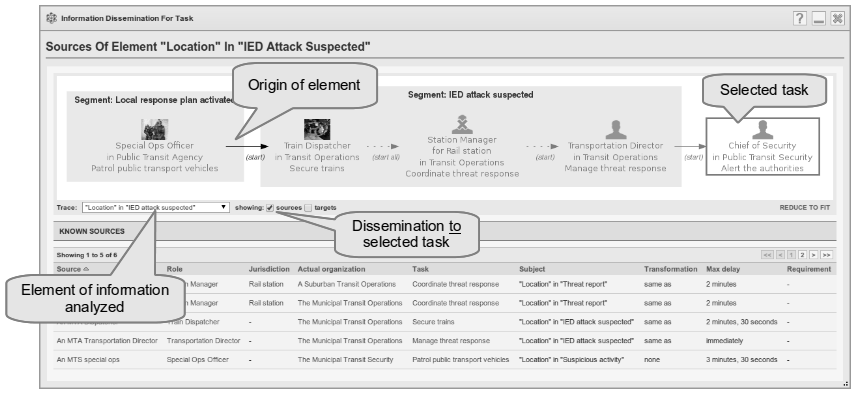 Information Dissemination For Task
?
Sources Of Element "Location" In "IED Attack Suspected"
Origin of element
Selected task
Segment: Local response plan activated
Segment: IED attack suspected
Special Ops Officer
in Public Transit Agency
Patrol public transport vehicles
(start)
Train Dispatcher
in Transit Operations
Secure trains
(start all)
Station Manager
for Rail station
in Transit Operations
Coordinate threat response
(start)
Transportation Director
in Transit Operations
Manage threat response
(start)
Chief of Security
in Public Transit Security
Alert the authorities
Trace: "Location" in "IED attack suspected" showing: sources targets
REDUCE TO FIT
Dissemination to
selected task
KNOWN SOURCES
Showing 1 to 5 of 6 << < 1 2 > >>
Source Role Jurisdiction Actual organization Task Subject Transformation Max delay Requirement
Element of information
analyzed
Manager Rail station A Suburban Transit Operations Coordinate threat response "Location" in "Threat report" same as 2 minutes -
Manager Rail station The Municipal Transit Operations Coordinate threat response "Location" in "Threat report" same as 2 minutes -
Train Dispatcher - The Municipal Transit Operations Secure trains "Location" in "IED attack suspected" same as 2 minutes, 30 seconds -
An MTA Transportation Director Transportation Director - The Municipal Transit Operations Manage threat response "Location" in "IED attack suspected" same as immediately -
An MTS special ops Special Ops Officer - The Municipal Transit Security Patrol public transport vehicles "Location" in "Suspicious activity" none 3 minutes, 30 seconds -